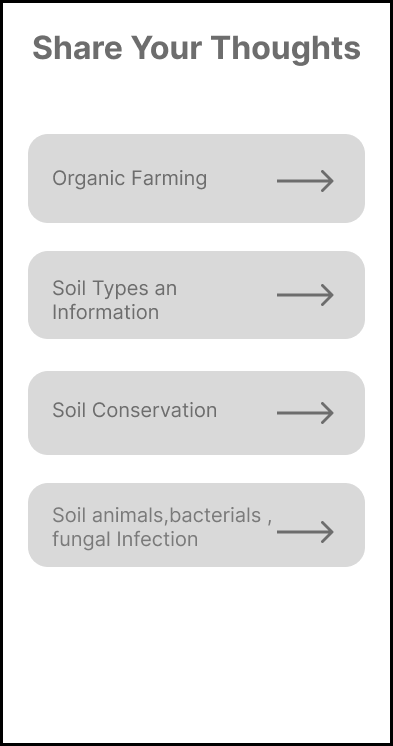 Share Your Thoughts
Organic Farming
Soil Types an
Information
Soil Conservation
Soil animals,bacterials ,
fungal Infection